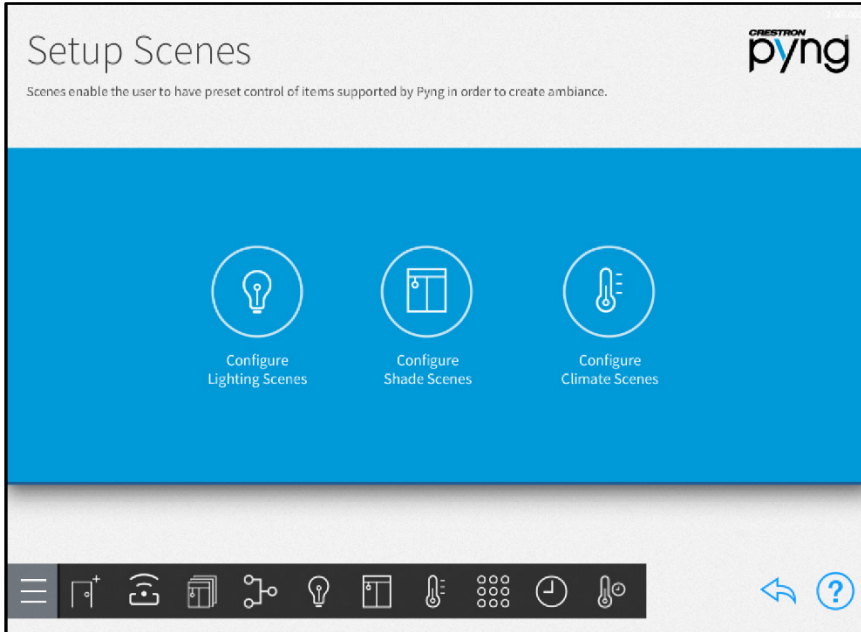 Setup Scenes
CRESTRON
pyng
Scenes enable the user to have preset control of items supported by Pyng in order to create ambiance.
Configure
Lighting Scenes
Configure
Shade Scenes
Configure
Climate Scenes
?